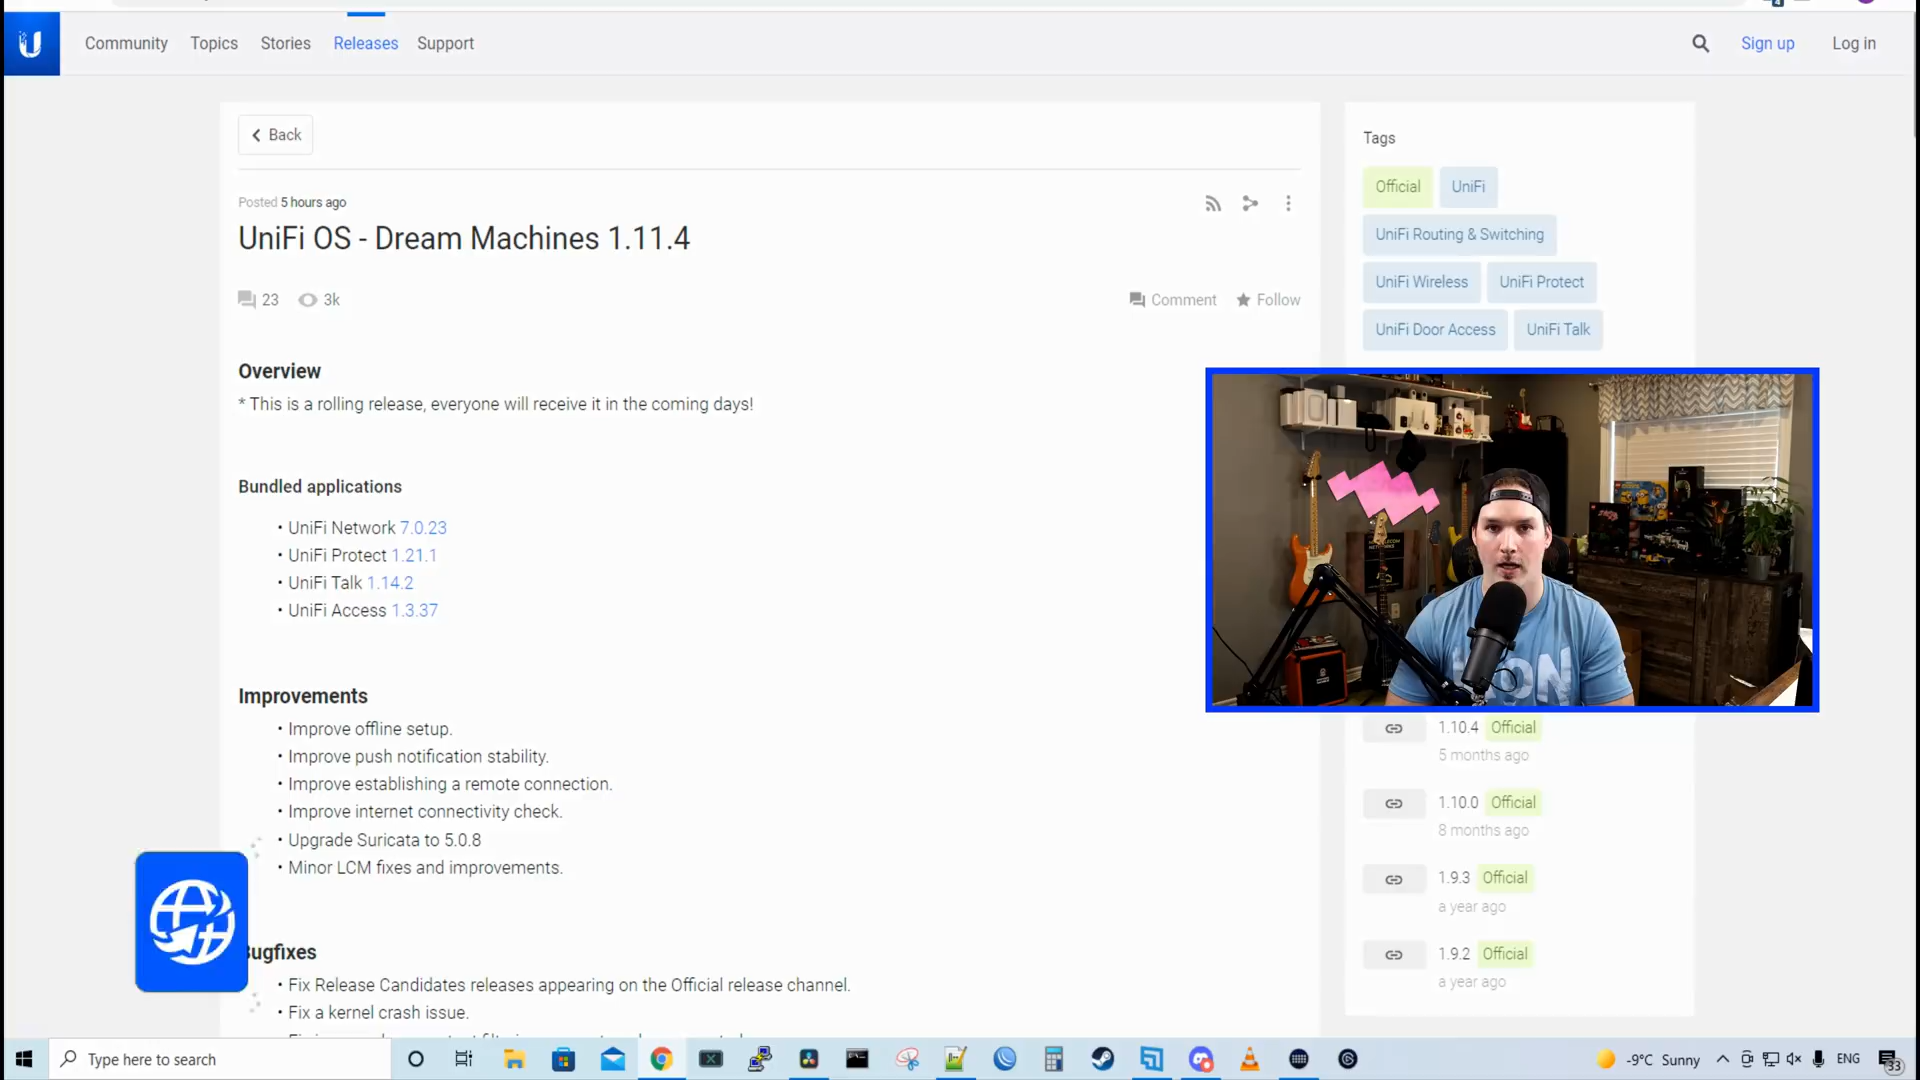 Community Topics Stories Releases Support
Sign up Log in
Back
Posted 5 hours ago
UniFi OS - Dream Machines 1.11.4
23 3k
Comment Follow
Overview
* This is a rolling release, everyone will receive it in the coming days!
Bundled applications
• UniFi Network 7.0.23
• UniFi Protect 1.21.1
• UniFi Talk 1.14.2
• UniFi Access 1.3.37
Improvements
• Improve offline setup.
• Improve push notification stability.
• Improve establishing a remote connection.
• Improve internet connectivity check.
• Upgrade Suricata to 5.0.8
• Minor LCM fixes and improvements.
Bugfixes
• Fix Release Candidates releases appearing on the Official release channel.
• Fix a kernel crash issue.
Tags
Official UniFi
UniFi Routing & Switching
UniFi Wireless UniFi Protect
UniFi Door Access UniFi Talk
1.10.4 Official
5 months ago
1.10.0 Official
8 months ago
1.9.3 Official
a year ago
1.9.2 Official
a year ago
Type here to search
-9°C Sunny
ENG
33